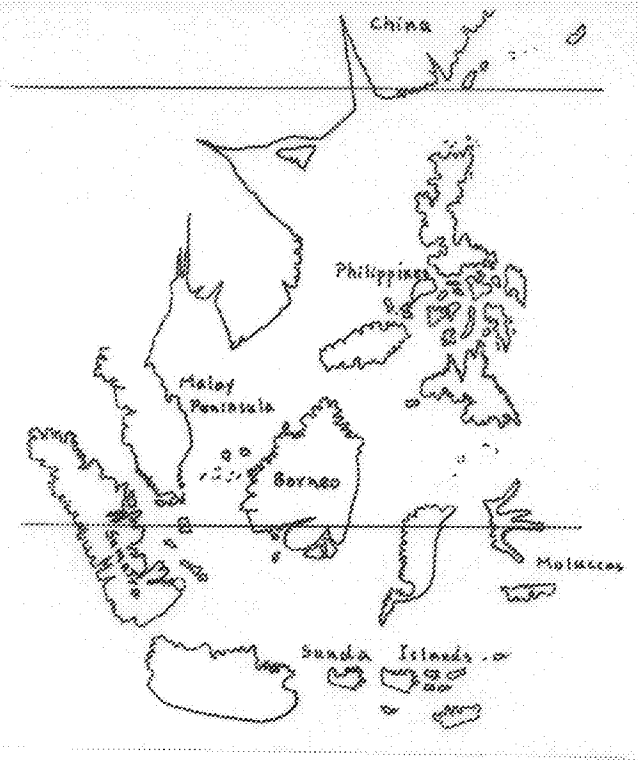 China
Philippines
Malay
Peninsula
Borneo
Moluccas
Sunda Islands